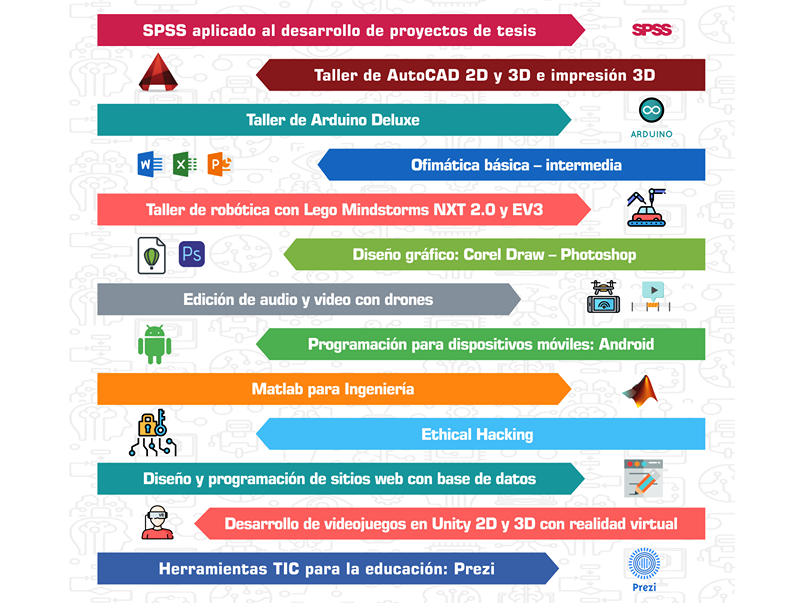 SPSS aplicado al desarrollo de proyectos de tesis
SPSS
Taller de AutoCAD 2D y 3D e impresión 3D
Taller de Arduino Deluxe
ARDUINO
W
X
P
Ofimática básica – intermedia
Taller de robótica con Lego Mindstorms NXT 2.0 y EV3
Ps
Diseño gráfico: Corel Draw – Photoshop
Edición de audio y video con drones
Programación para dispositivos móviles: Android
Matlab para Ingeniería
Ethical Hacking
Diseño y programación de sitios web con base de datos
VR
Desarrollo de videojuegos en Unity 2D y 3D con realidad virtual
Herramientas TIC para la educación: Prezi
Prezi